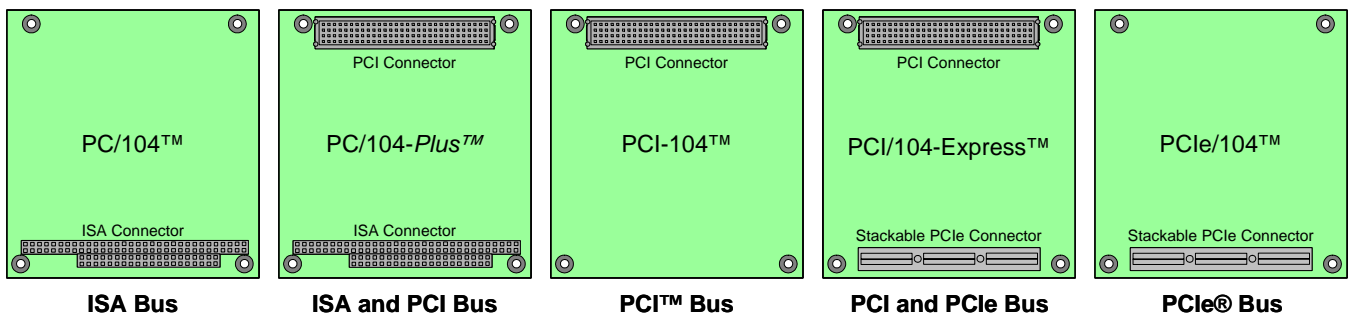 PCI Connector
PCI Connector
PCI Connector
PC/104™
PC/104-Plus™
PCI-104™
PCI/104-Express™
PCIe/104™
ISA Connector
ISA Connector
Stackable PCIe Connector
Stackable PCIe Connector
ISA Bus
ISA and PCI Bus
PCI™ Bus
PCI and PCIe Bus
PCIe® Bus